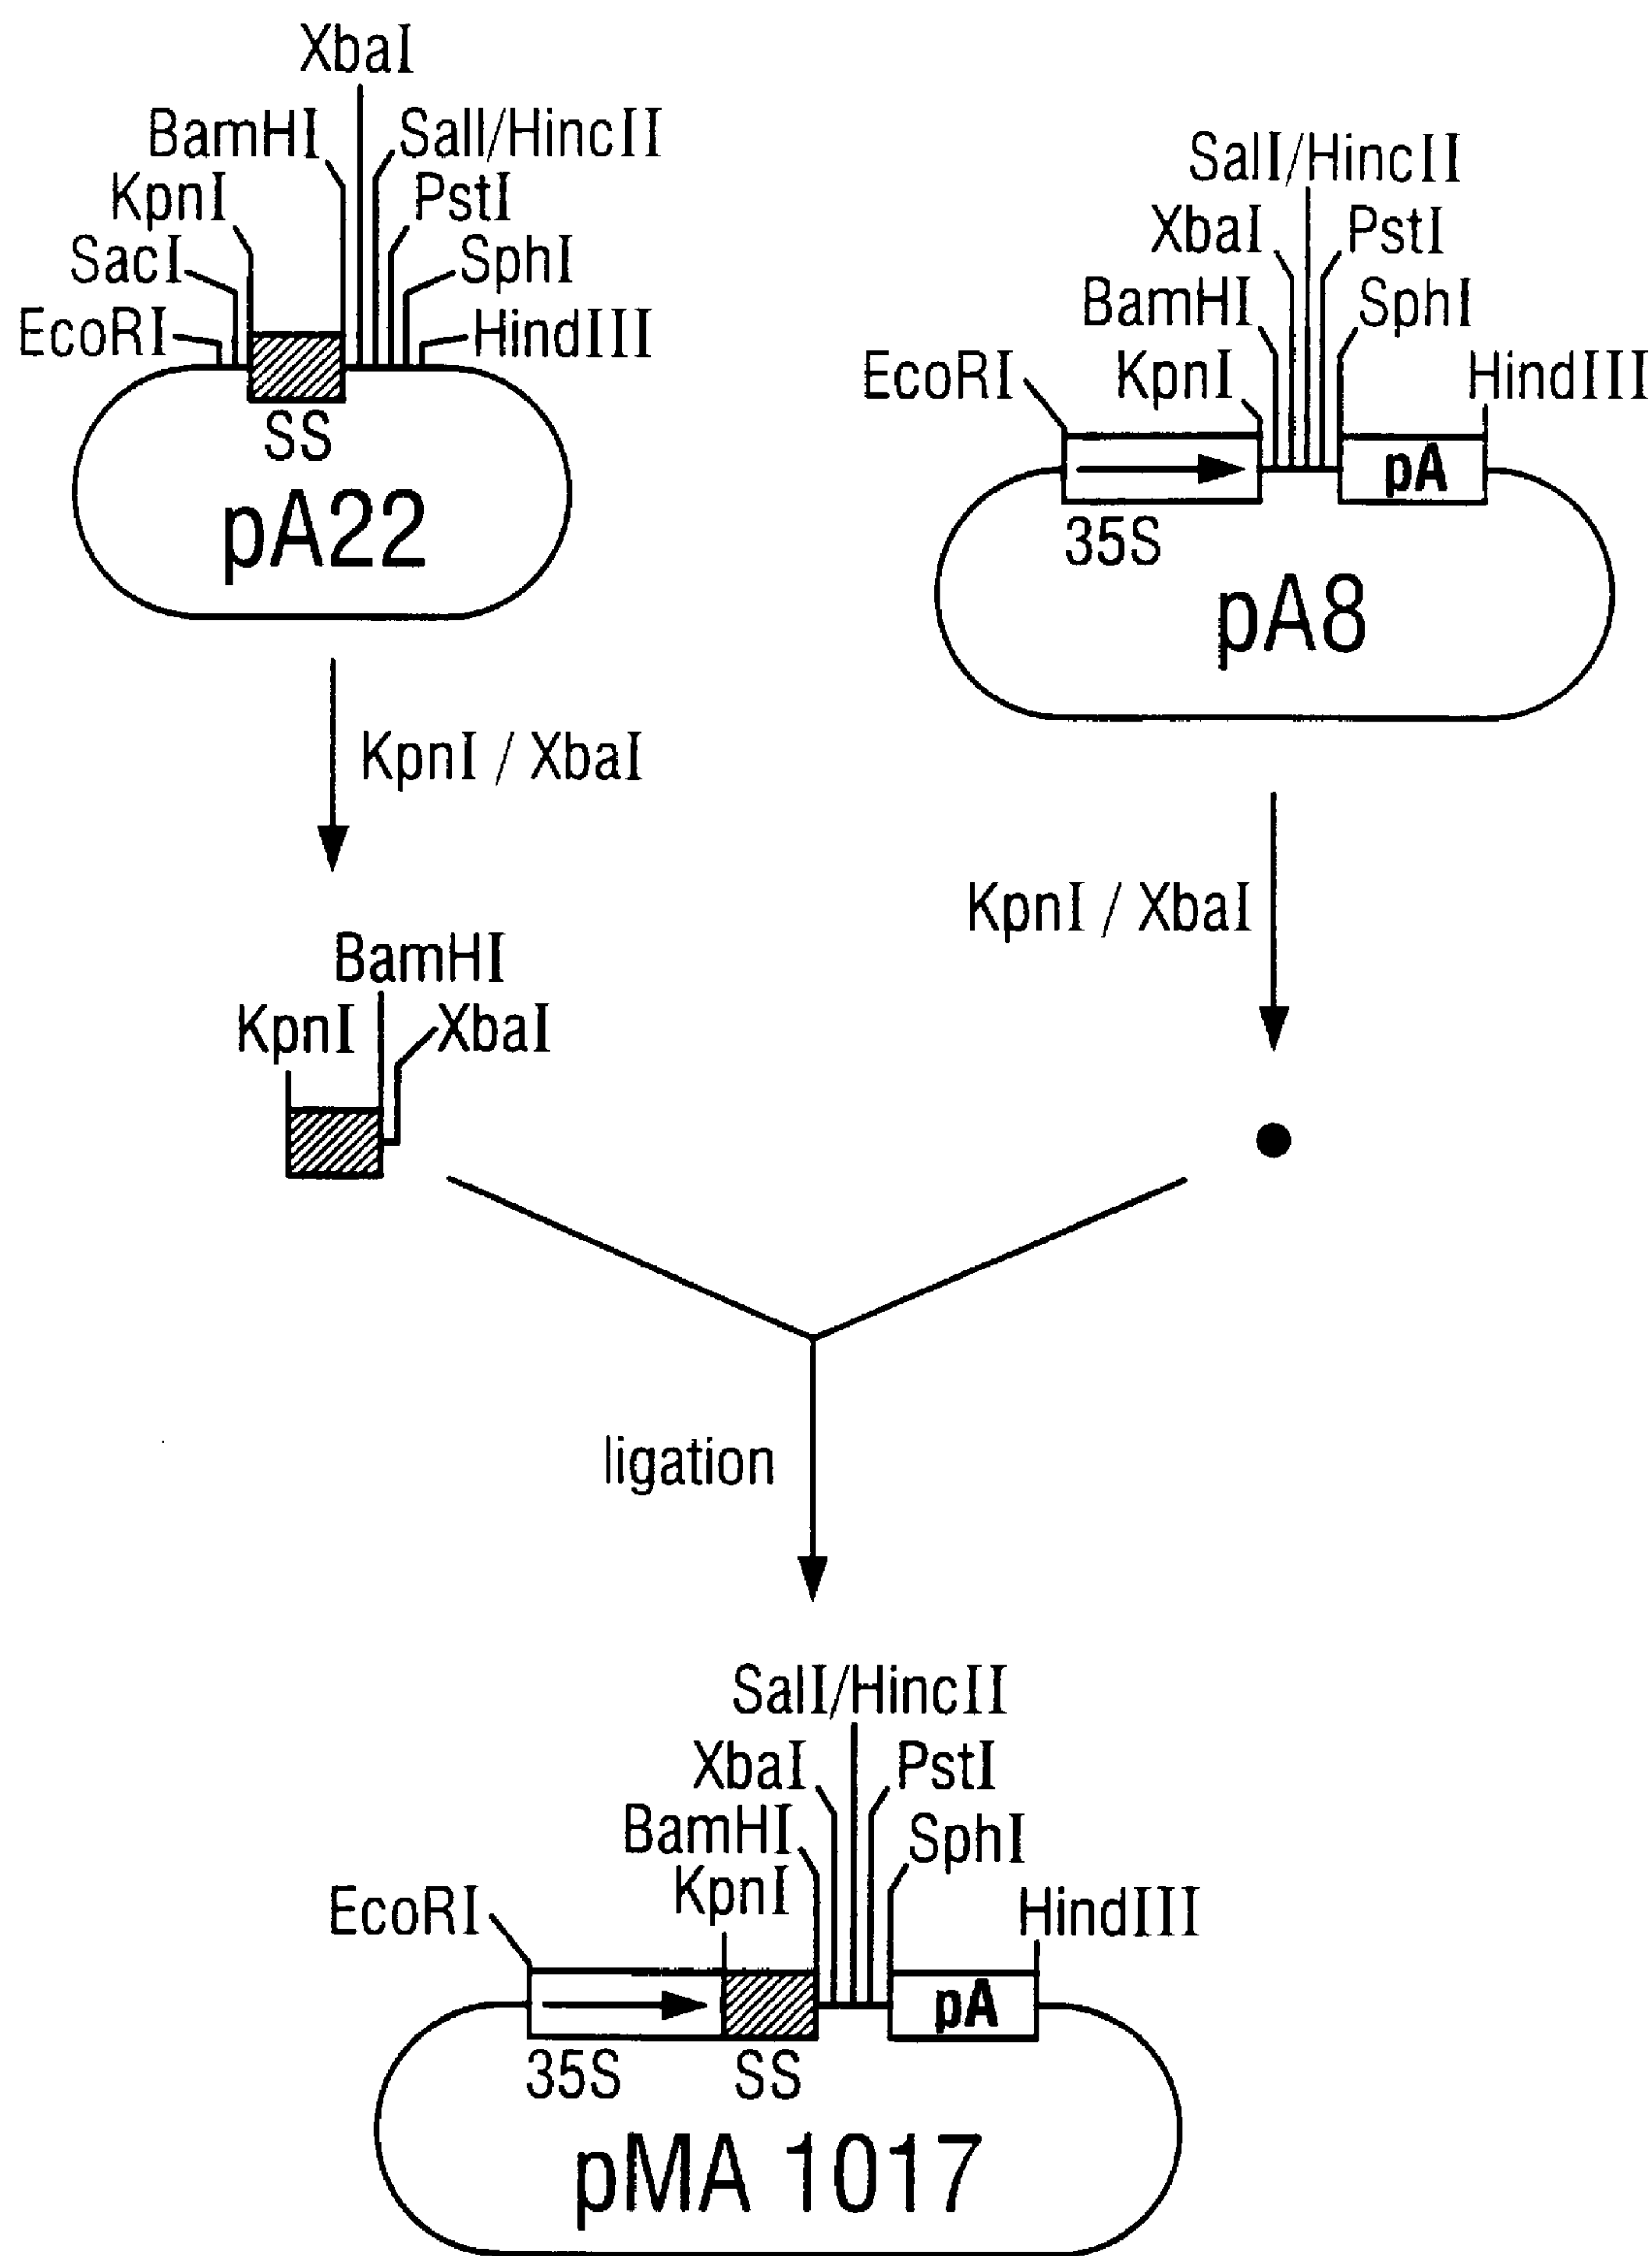 XbaI
BamHI
SalI/HincII
KpnI
PstI
SacI
SphI
EcoRI
HindIII
SS
pA22
SalI/HincII
XbaI
PstI
BamHI
SphI
EcoRI
KpnI
HindIII
pA
35S
pA8
KpnI / XbaI
KpnI / XbaI
BamHI
KpnI
XbaI
ligation
SalI/HincII
XbaI
PstI
BamHI
SphI
KpnI
EcoRI
HindIII
pA
35S
SS
pMA 1017